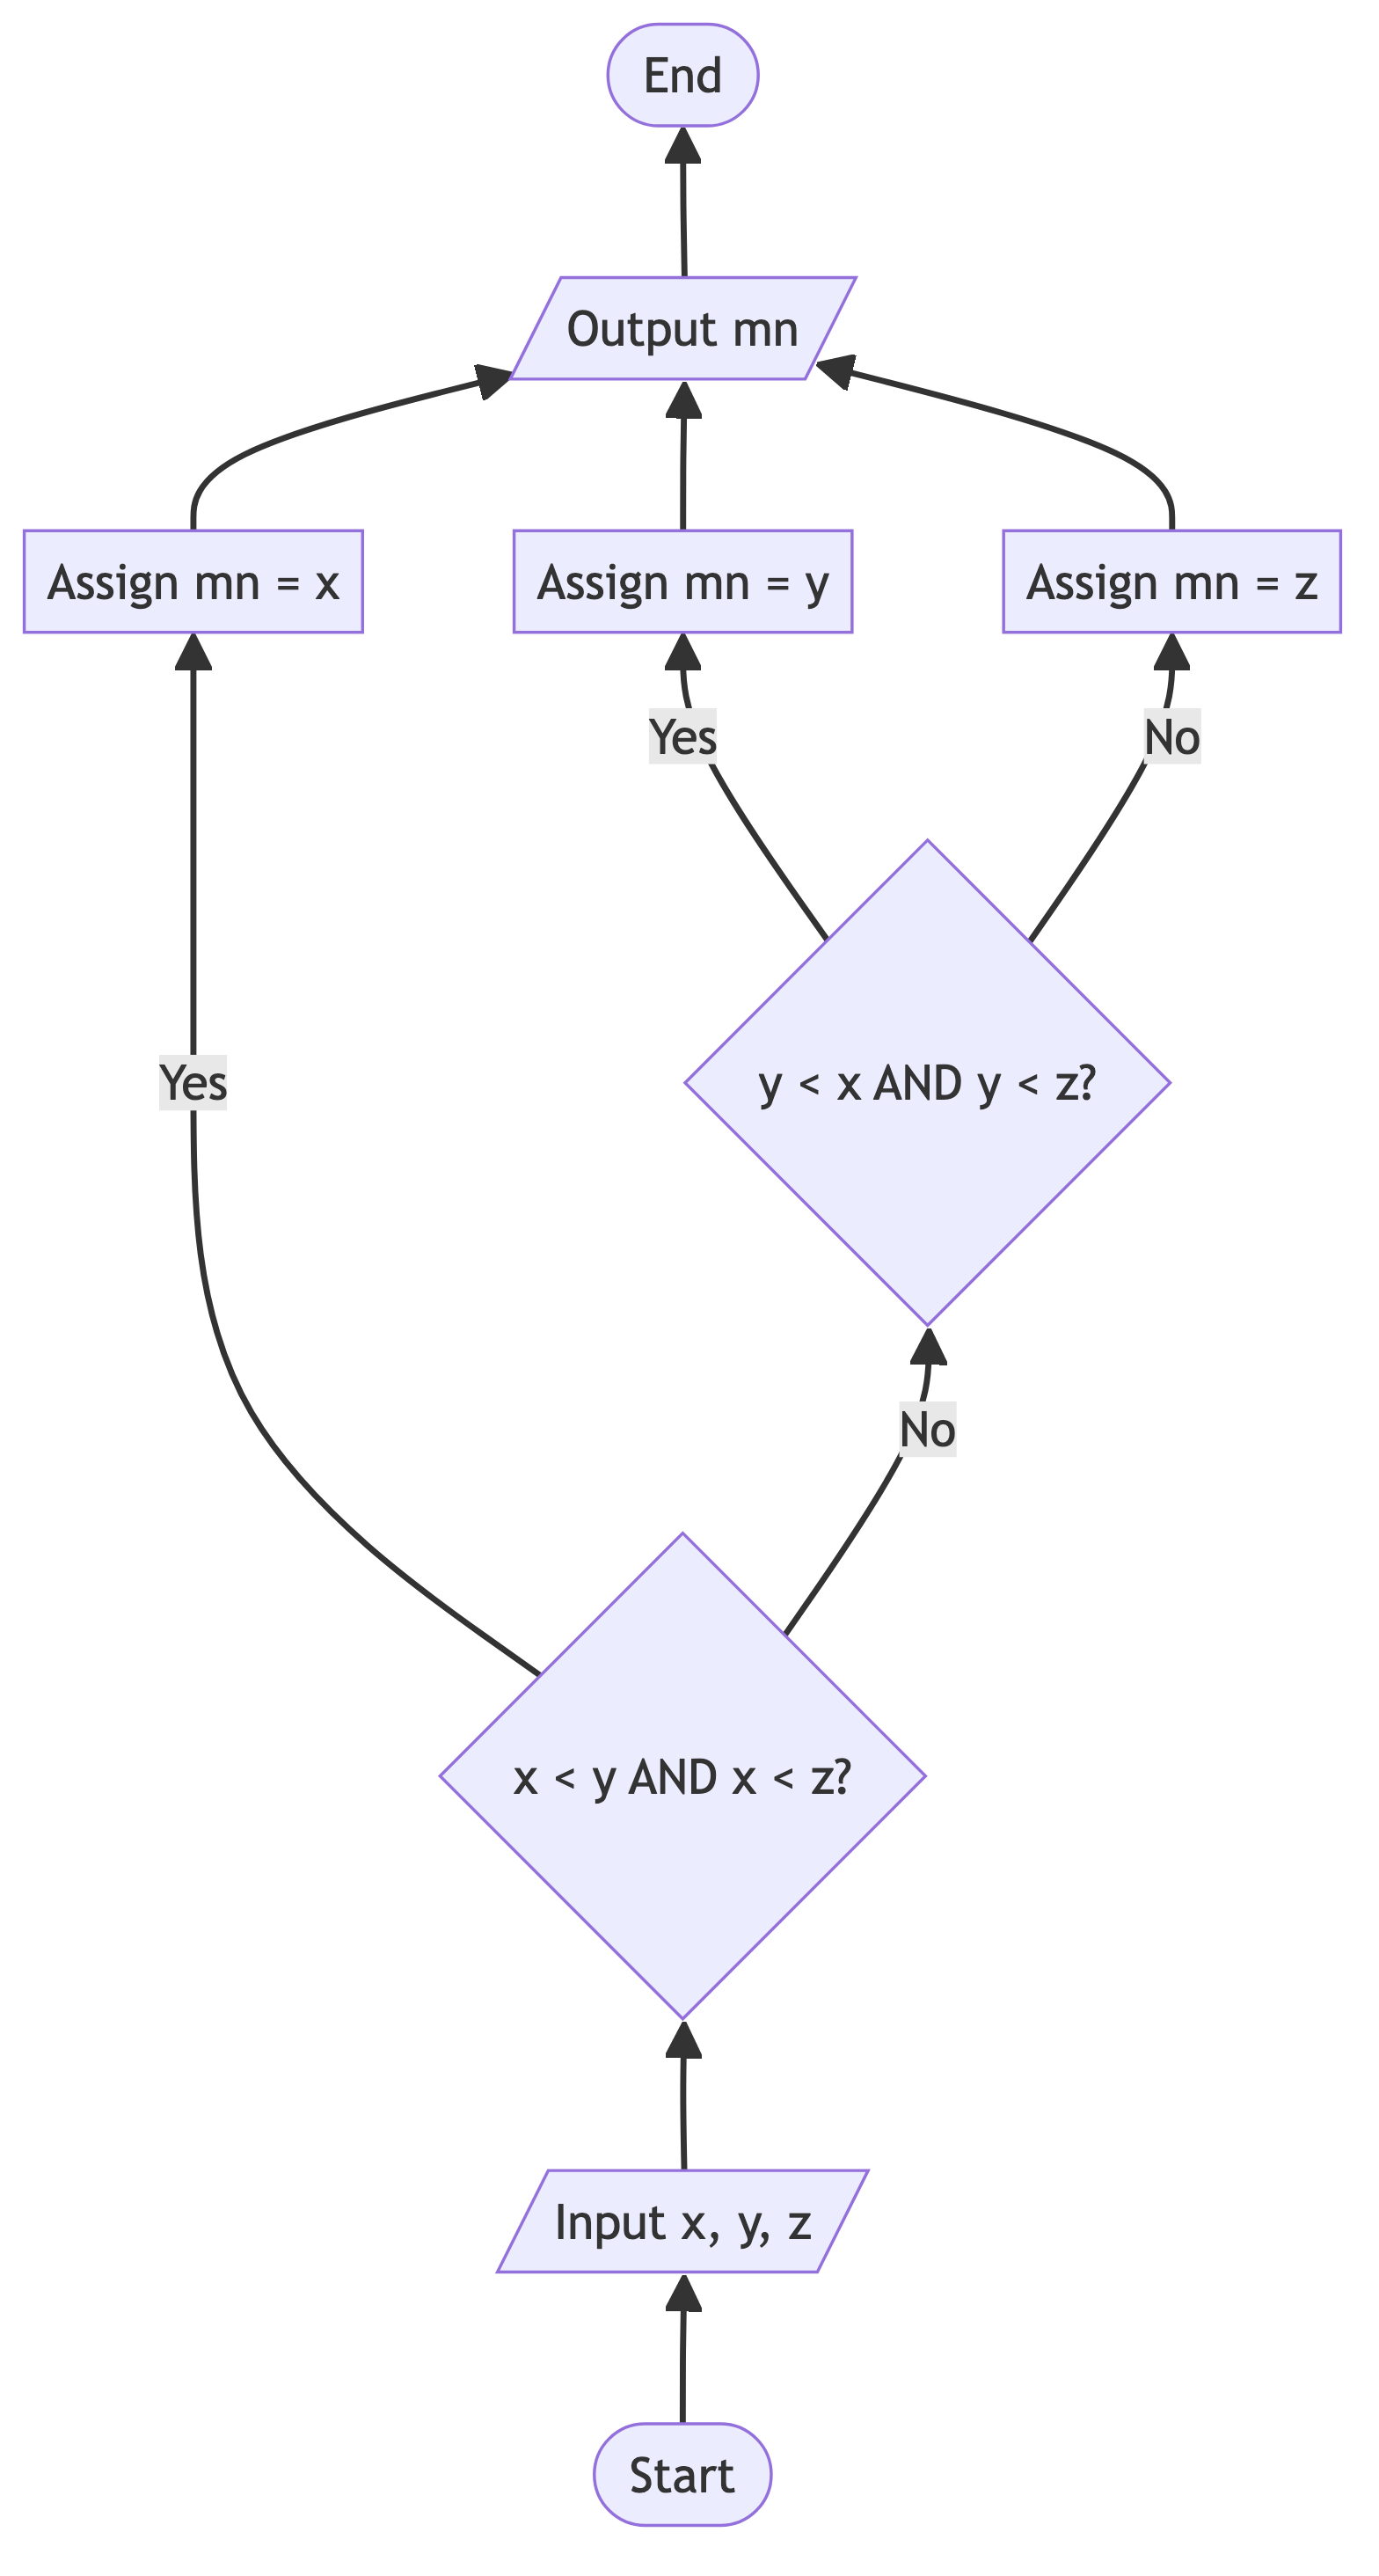 End
Output mn
Assign mn = x
Assign mn = y
Assign mn = z
Yes
No
Yes
y < x AND y < z?
No
x < y AND x < z?
Input x, y, z
Start